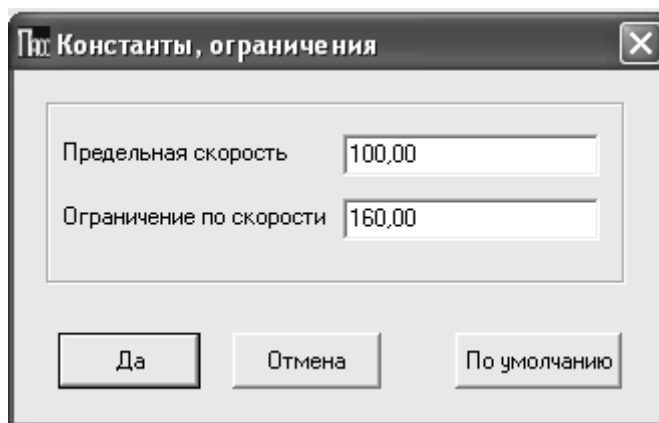 Константы, ограничения
Предельная скорость 100,00
Ограничение по скорости 160,00
Да Отмена По умолчанию